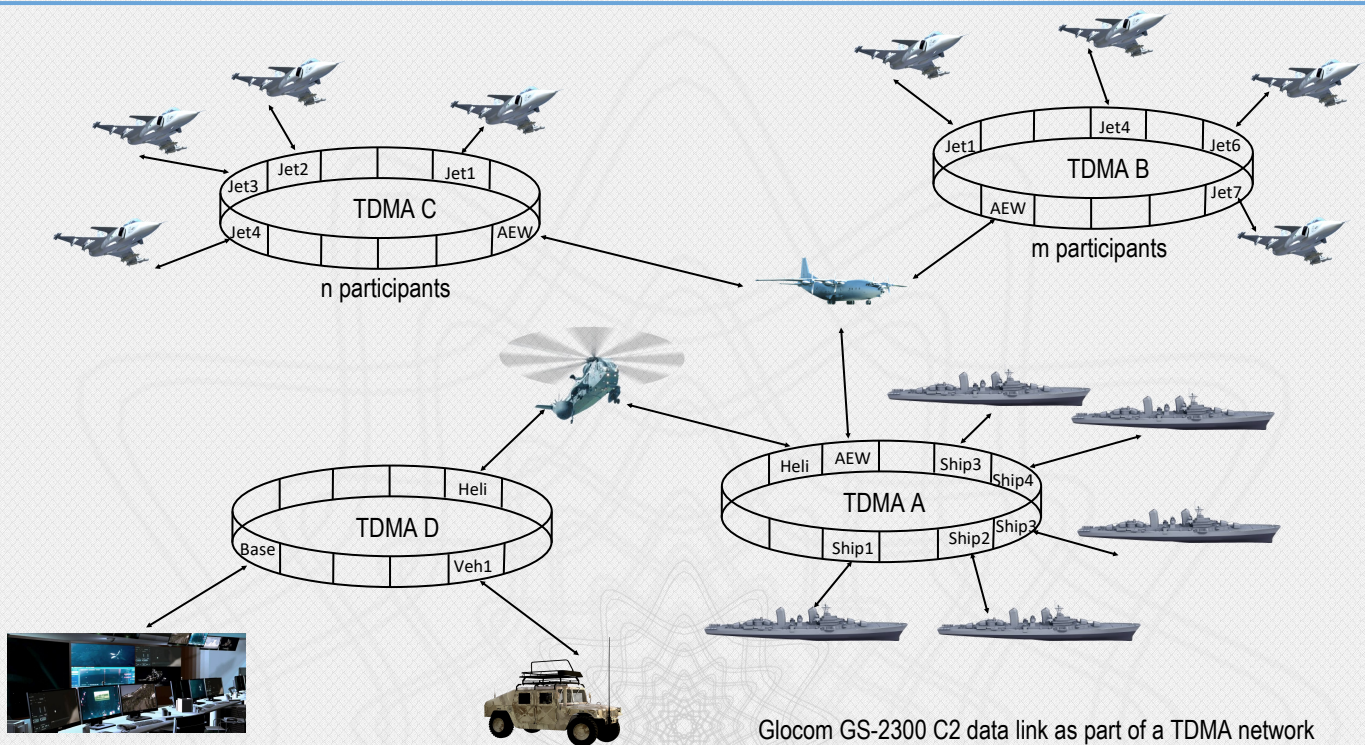 Jet1
Jet4
Jet6
TDMA B
AEW
Jet7
m participants
Jet3
Jet2
Jet1
TDMA C
Jet4
AEW
n participants
Heli
AEW
Ship3
Ship4
TDMA A
Ship1
Ship2
Ship3
Heli
TDMA D
Base
Veh1
Glocom GS-2300 C2 data link as part of a TDMA network